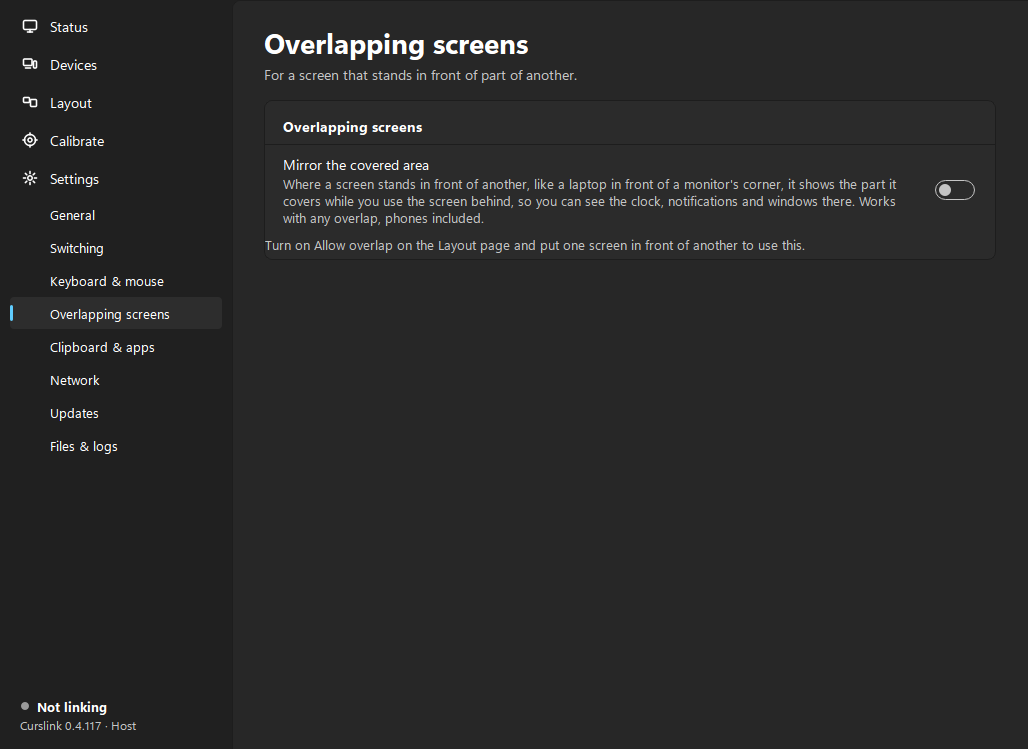 Status
Devices
Layout
Calibrate
Settings
General
Switching
Keyboard & mouse
Overlapping screens
Clipboard & apps
Network
Updates
Files & logs
Not linking
Curslink 0.4.117 · Host
Overlapping screens
For a screen that stands in front of part of another.
Overlapping screens
Mirror the covered area
Where a screen stands in front of another, like a laptop in front of a monitor's corner, it shows the part it
covers while you use the screen behind, so you can see the clock, notifications and windows there. Works
with any overlap, phones included.
Turn on Allow overlap on the Layout page and put one screen in front of another to use this.